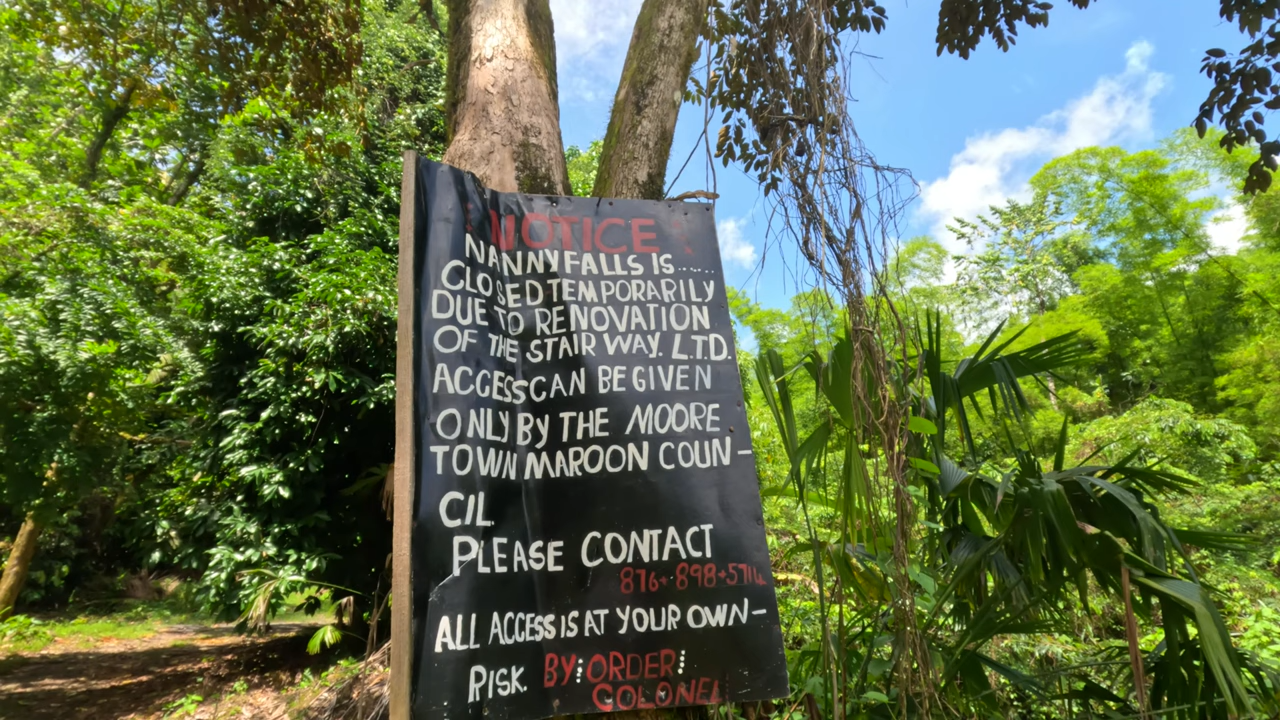 ! NOTICE !
NANNY FALLS IS.....
CLOSED TEMPORARILY
DUE TO RENOVATION
OF THE STAIR WAY. L.T.D.
ACCESS CAN BE GIVEN
ONLY BY THE MOORE
TOWN MAROON COUN-
CIL.
PLEASE CONTACT
876-898-5714
ALL ACCESS IS AT YOUR OWN-
RISK. BY: ORDER:
COLONEL